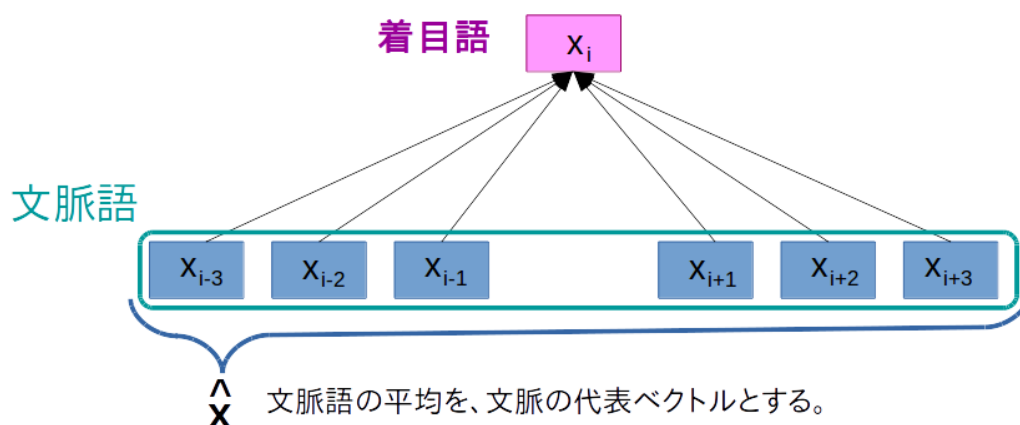 着目語
xᵢ
文脈語
xᵢ₋₃ xᵢ₋₂ xᵢ₋₁ xᵢ₊₁ xᵢ₊₂ xᵢ₊₃
x̂ 文脈語の平均を、文脈の代表ベクトルとする。